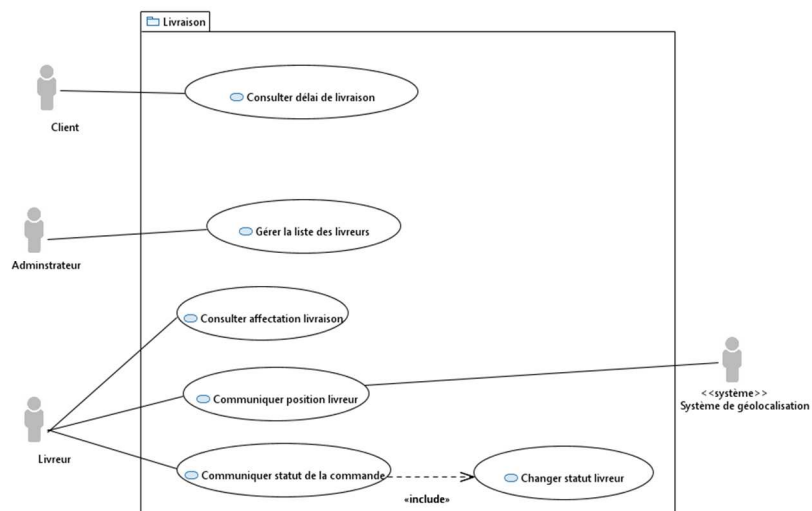 Livraison
Consulter délai de livraison
Client
Gérer la liste des livreurs
Adminstrateur
Consulter affectation livraison
Communiquer position livreur
<<système>>
Système de géolocalisation
Livreur
Communiquer statut de la commande
«include»
Changer statut livreur